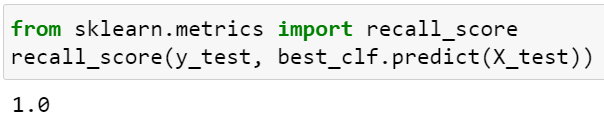 from sklearn.metrics import recall_score
recall_score(y_test, best_clf.predict(X_test))
1.0